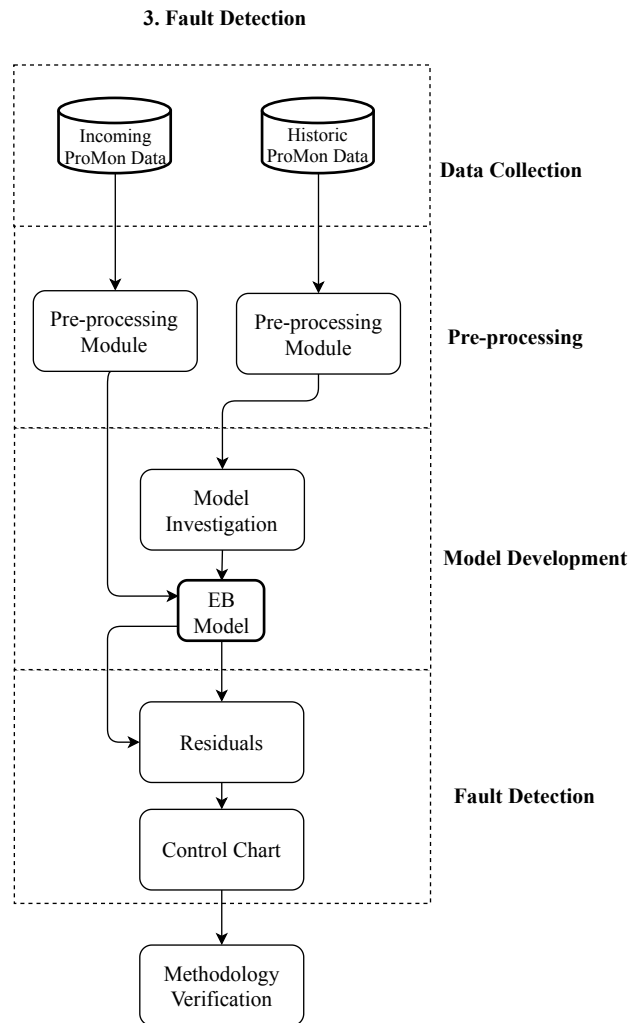 3. Fault Detection
Incoming
ProMon Data
Historic
ProMon Data
Data Collection
Pre-processing
Module
Pre-processing
Module
Pre-processing
Model
Investigation
Model Development
EB
Model
Residuals
Fault Detection
Control Chart
Methodology
Verification